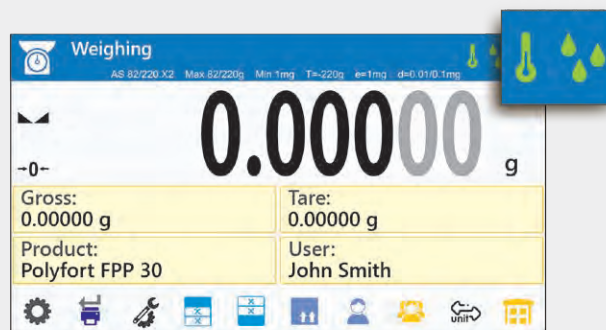 Weighing
AS 82/220.X2 Max 82/220g Min 1mg T=-220g e=1mg d=0.01/0.1mg
0.00000 g
→0←
Gross:
0.00000 g
Tare:
0.00000 g
Product:
Polyfort FPP 30
User:
John Smith
unit